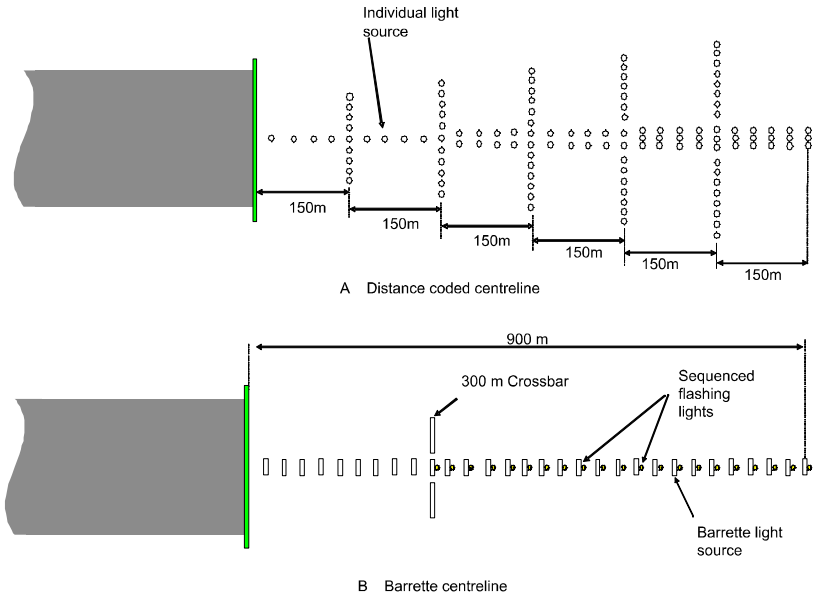 Individual light
source
150m
150m
150m
150m
150m
150m
A Distance coded centreline
900 m
300 m Crossbar
Sequenced
flashing
lights
Barrette light
source
B Barrette centreline